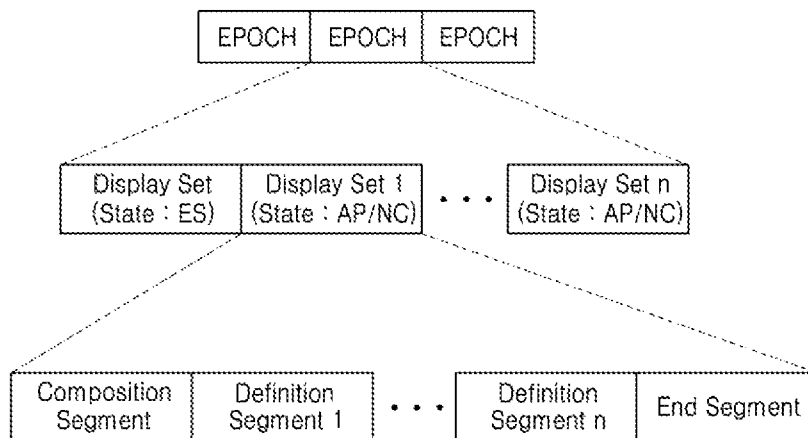 EPOCH EPOCH EPOCH
Display Set
(State : ES)
Display Set 1
(State : AP/NC)
• • •
Display Set n
(State : AP/NC)
Composition
Segment
Definition
Segment 1
• • •
Definition
Segment n
End Segment